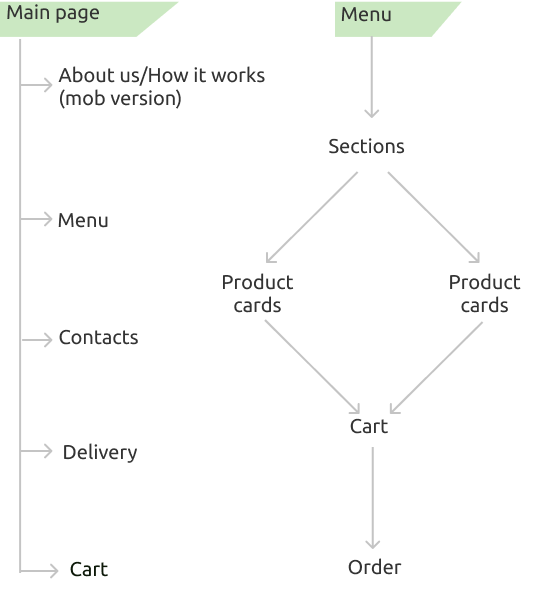 Main page
About us/How it works
(mob version)
Menu
Contacts
Delivery
Cart
Menu
Sections
Product
cards
Product
cards
Cart
Order